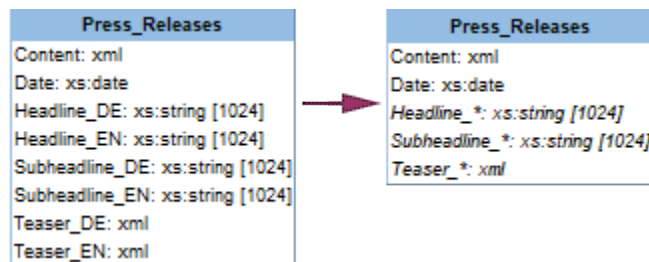 Press_Releases
Content: xml
Date: xs:date
Headline_DE: xs:string [1024]
Headline_EN: xs:string [1024]
Subheadline_DE: xs:string [1024]
Subheadline_EN: xs:string [1024]
Teaser_DE: xml
Teaser_EN: xml
Press_Releases
Content: xml
Date: xs:date
Headline_*: xs:string [1024]
Subheadline_*: xs:string [1024]
Teaser_*: xml